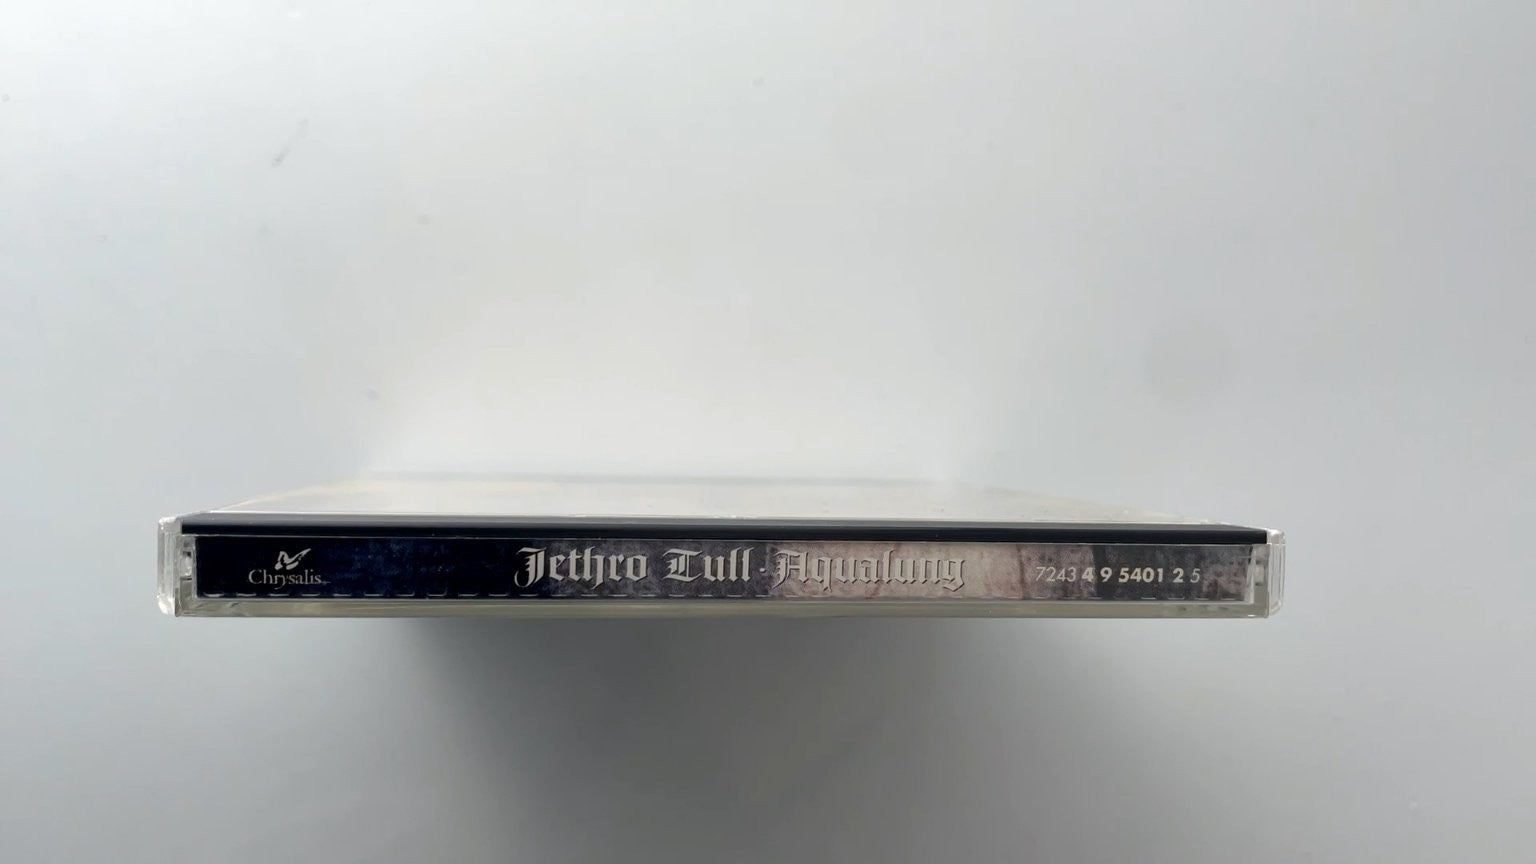 Chrysalis
Jethro Tull · Aqualung
7243 4 9 5401 2 5